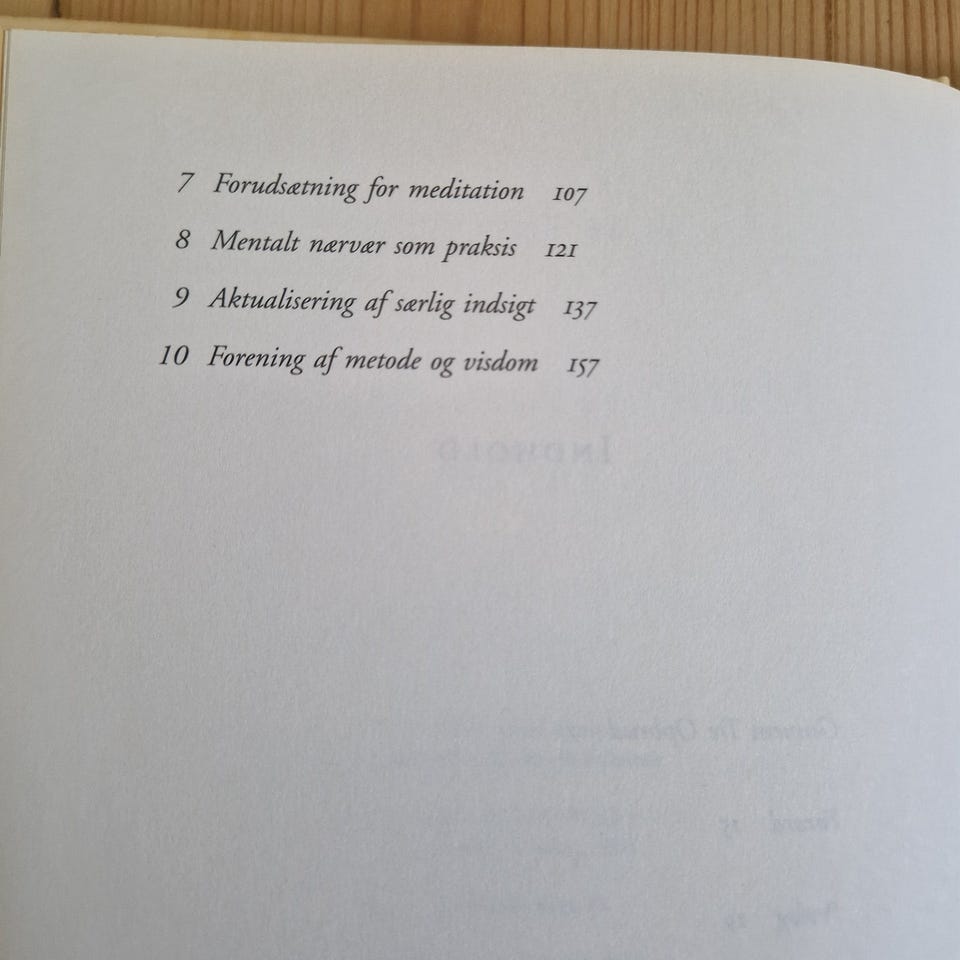 7 Forudsætning for meditation 107
8 Mentalt nærvær som praksis 121
9 Aktualisering af særlig indsigt 137
10 Forening af metode og visdom 157
INDHOLD